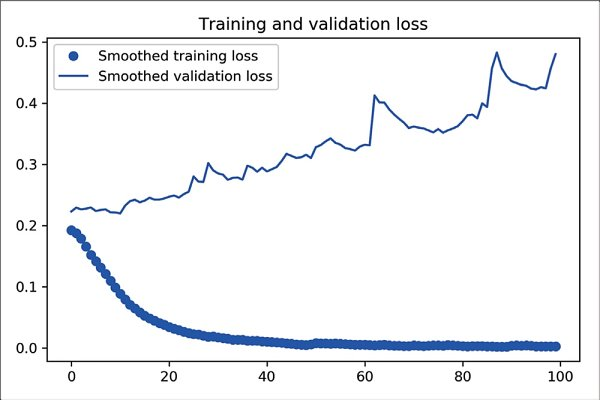 Training and validation loss
Smoothed training loss
Smoothed validation loss
0.5
0.4
0.3
0.2
0.1
0.0
0 20 40 60 80 100